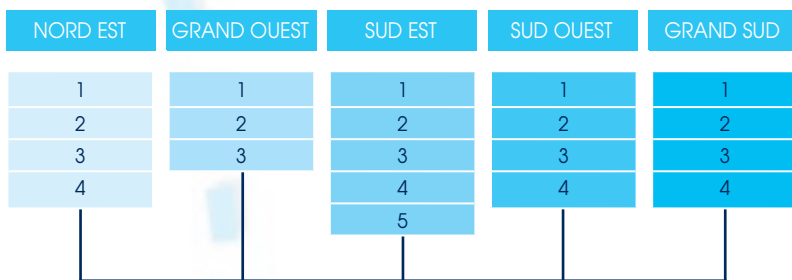 NORD EST GRAND OUEST SUD EST SUD OUEST GRAND SUD
1 1 1 1 1
2 2 2 2 2
3 3 3 3 3
4 4 4 4
5